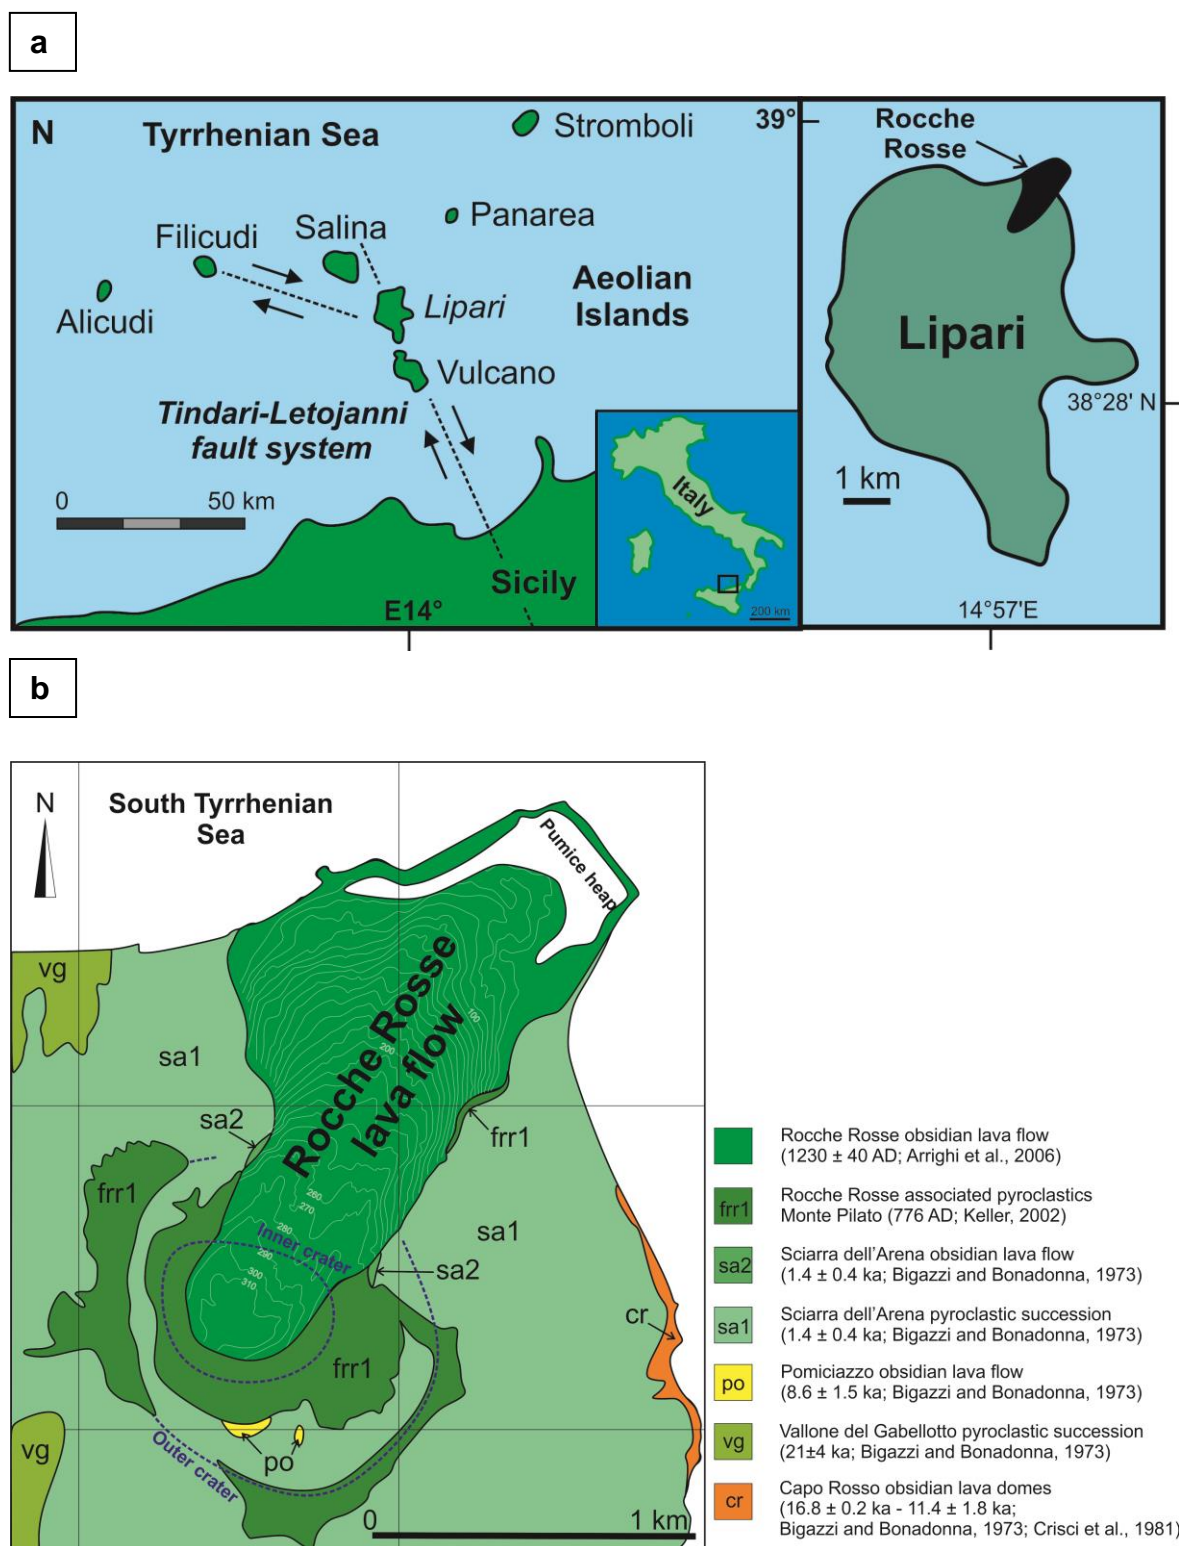 a
N
Tyrrhenian Sea
Stromboli
39°
Panarea
Salina
Filicudi
Alicudi
Lipari
Aeolian
Islands
Vulcano
Tindari-Letojanni
fault system
0 50 km
Sicily
E14°
Italy
200 km
Rocche
Rosse
Lipari
38°28' N
1 km
14°57'E
b
N
South Tyrrhenian
Sea
Pumice heap
vg
Rocche Rosse
lava flow
100
200
sa1
sa2
frr1
frr1
260
270
280
290
300
310
Inner crater
sa1
sa2
cr
frr1
vg
Outer crater
po
0 1 km
Rocche Rosse obsidian lava flow
(1230 ± 40 AD; Arrighi et al., 2006)
frr1 Rocche Rosse associated pyroclastics
Monte Pilato (776 AD; Keller, 2002)
sa2 Sciarra dell'Arena obsidian lava flow
(1.4 ± 0.4 ka; Bigazzi and Bonadonna, 1973)
sa1 Sciarra dell'Arena pyroclastic succession
(1.4 ± 0.4 ka; Bigazzi and Bonadonna, 1973)
po Pomiciazzo obsidian lava flow
(8.6 ± 1.5 ka; Bigazzi and Bonadonna, 1973)
vg Vallone del Gabellotto pyroclastic succession
(21±4 ka; Bigazzi and Bonadonna, 1973)
cr Capo Rosso obsidian lava domes
(16.8 ± 0.2 ka - 11.4 ± 1.8 ka;
Bigazzi and Bonadonna, 1973; Crisci et al., 1981)